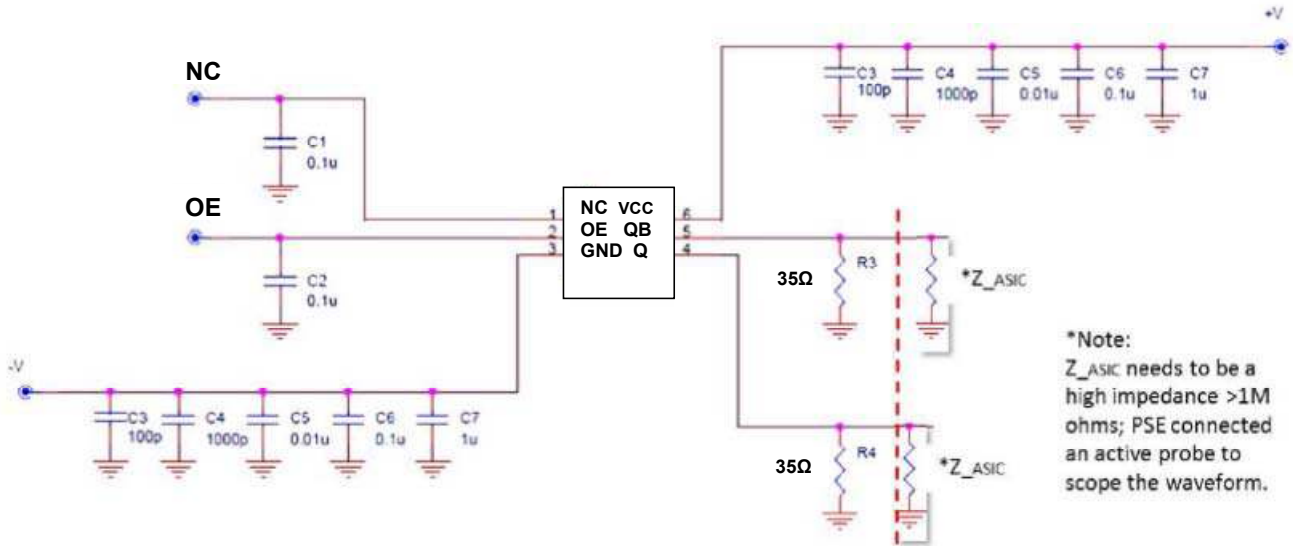 +V
NC
C1
0.1u
OE
C2
0.1u
-V
C3
100p
C4
1000p
C5
0.01u
C6
0.1u
C7
1u
NC VCC
OE QB
GND Q
1
2
3
6
5
4
C3
100p
C4
1000p
C5
0.01u
C6
0.1u
C7
1u
35Ω
R3
*Z_ASIC
35Ω
R4
*Z_ASIC
*Note:
Z_ASIC needs to be a
high impedance >1M
ohms; PSE connected
an active probe to
scope the waveform.